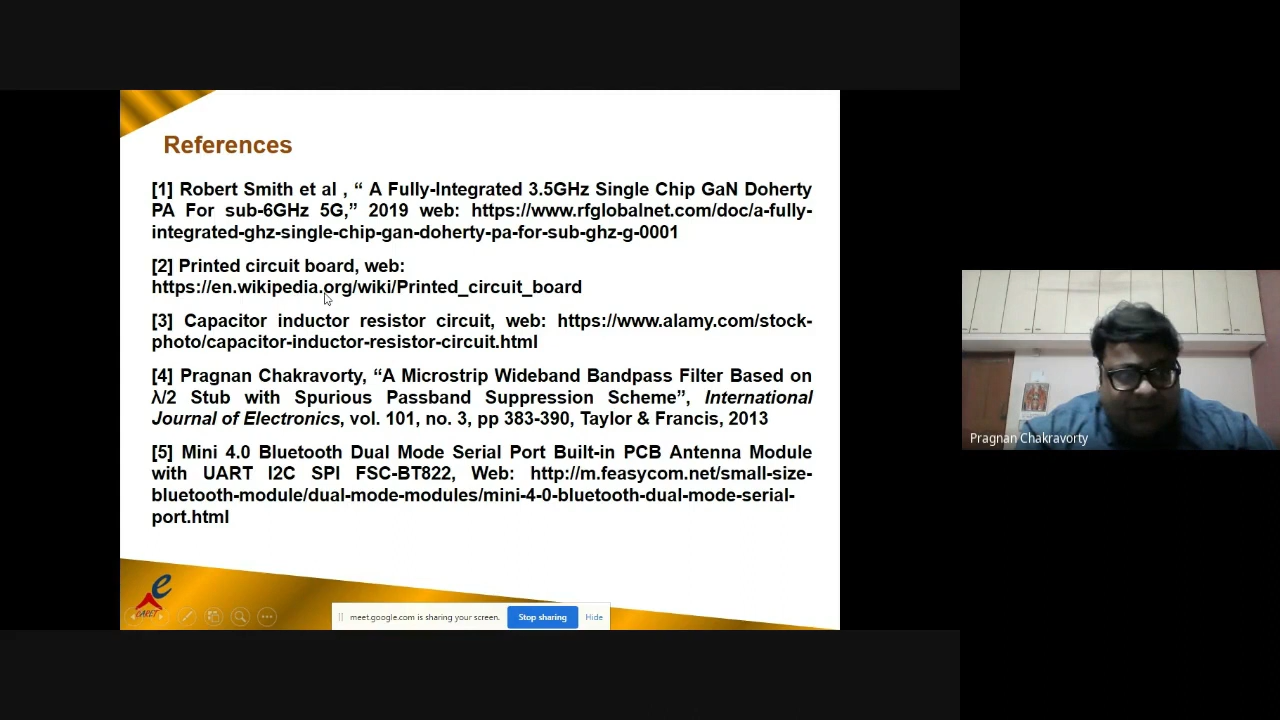 References
[1] Robert Smith et al , “ A Fully-Integrated 3.5GHz Single Chip GaN Doherty
PA For sub-6GHz 5G,” 2019 web: https://www.rfglobalnet.com/doc/a-fully-
integrated-ghz-single-chip-gan-doherty-pa-for-sub-ghz-g-0001
[2] Printed circuit board, web:
https://en.wikipedia.org/wiki/Printed_circuit_board
[3] Capacitor inductor resistor circuit, web: https://www.alamy.com/stock-
photo/capacitor-inductor-resistor-circuit.html
[4] Pragnan Chakravorty, “A Microstrip Wideband Bandpass Filter Based on
λ/2 Stub with Spurious Passband Suppression Scheme”, International
Journal of Electronics, vol. 101, no. 3, pp 383-390, Taylor & Francis, 2013
[5] Mini 4.0 Bluetooth Dual Mode Serial Port Built-in PCB Antenna Module
with UART I2C SPI FSC-BT822, Web: http://m.feasycom.net/small-size-
bluetooth-module/dual-mode-modules/mini-4-0-bluetooth-dual-mode-serial-
port.html
e
CARET
meet.google.com is sharing your screen.
Stop sharing
Hide
Pragnan Chakravorty